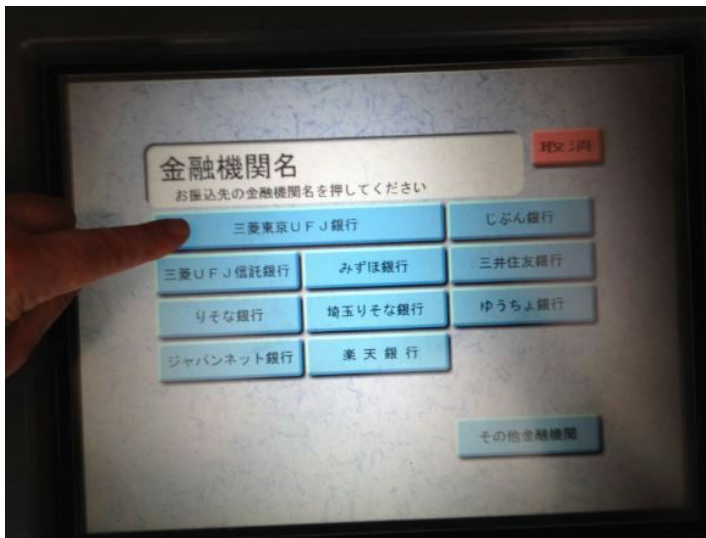 取消
金融機関名
お振込先の金融機関名を押してください
三菱東京UFJ銀行
じぶん銀行
三菱UFJ信託銀行
みずほ銀行
三井住友銀行
りそな銀行
埼玉りそな銀行
ゆうちょ銀行
ジャパンネット銀行
楽天銀行
その他金融機関